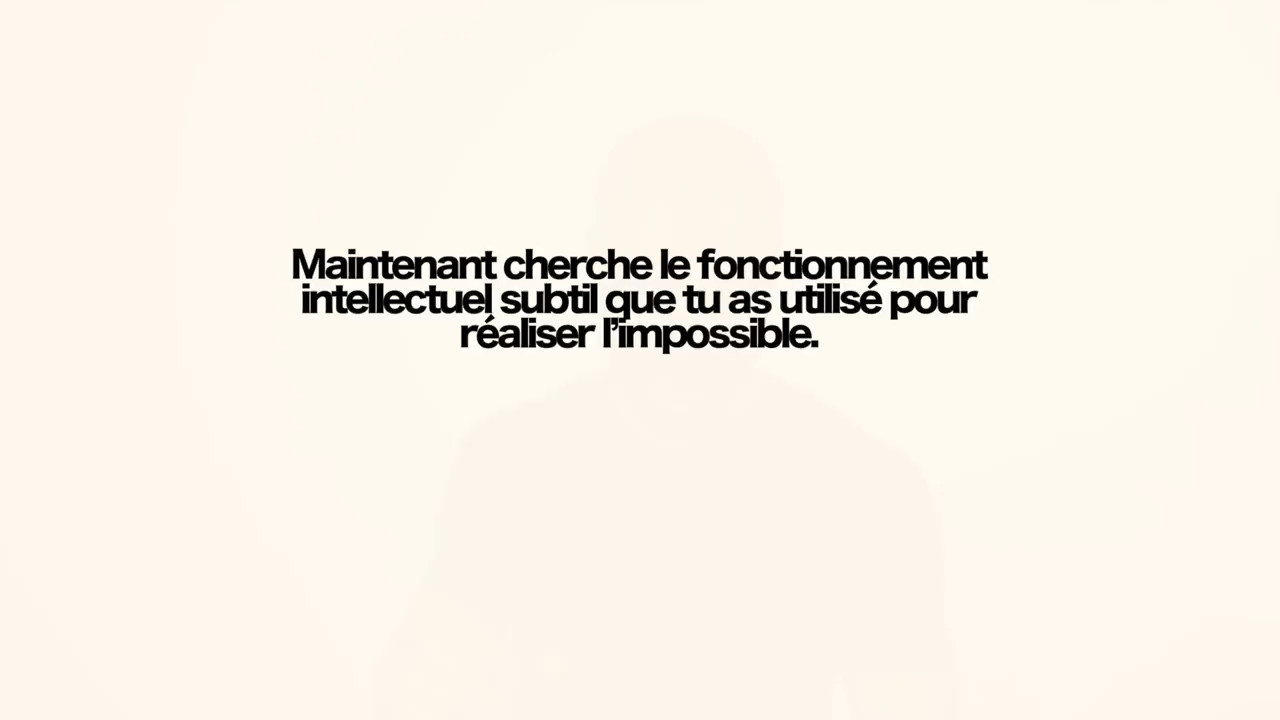 Maintenant cherche le fonctionnement
intellectuel subtil que tu as utilisé pour
réaliser l’impossible.